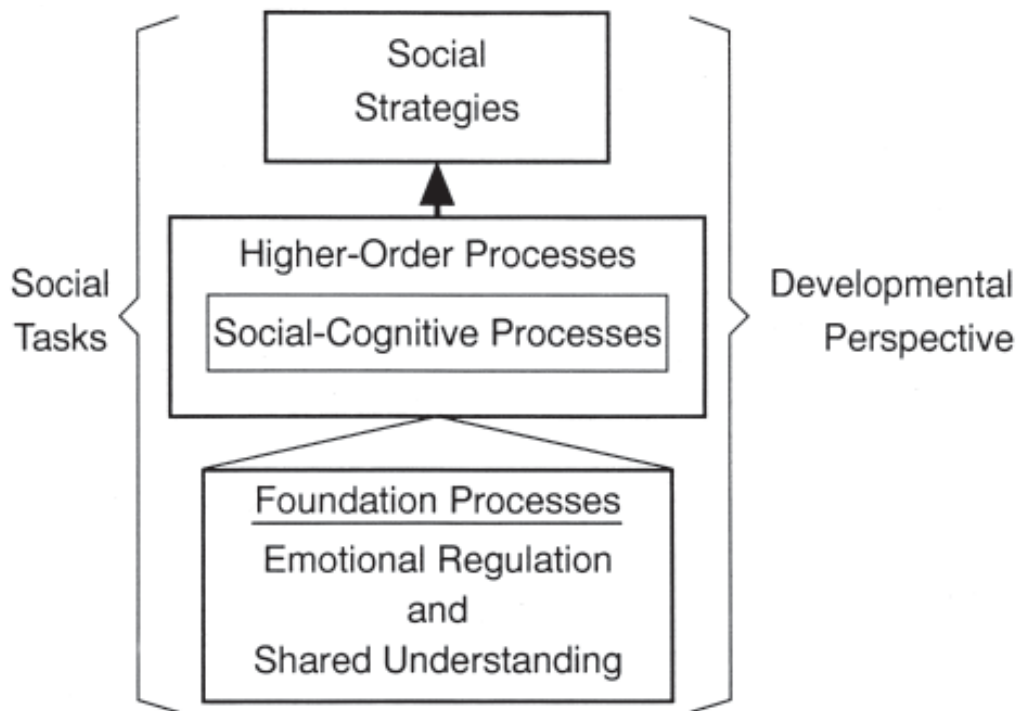 Social
Strategies
Higher-Order Processes
Social-Cognitive Processes
Social
Tasks
Developmental
Perspective
Foundation Processes
Emotional Regulation
and
Shared Understanding